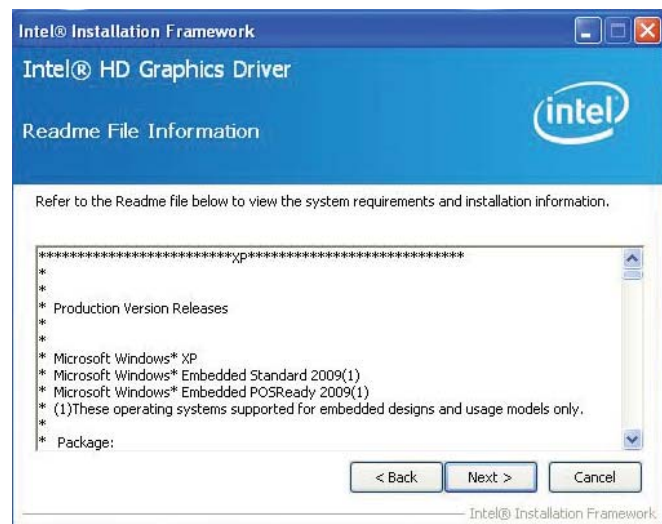 Intel® Installation Framework
Intel® HD Graphics Driver
Readme File Information
intel
Refer to the Readme file below to view the system requirements and installation information.
*************************XP****************************
*
*
* Production Version Releases
*
*
* Microsoft Windows* XP
* Microsoft Windows* Embedded Standard 2009(1)
* Microsoft Windows* Embedded POSReady 2009(1)
* (1)These operating systems supported for embedded designs and usage models only.
*
* Package:
< Back Next > Cancel
Intel® Installation Framework